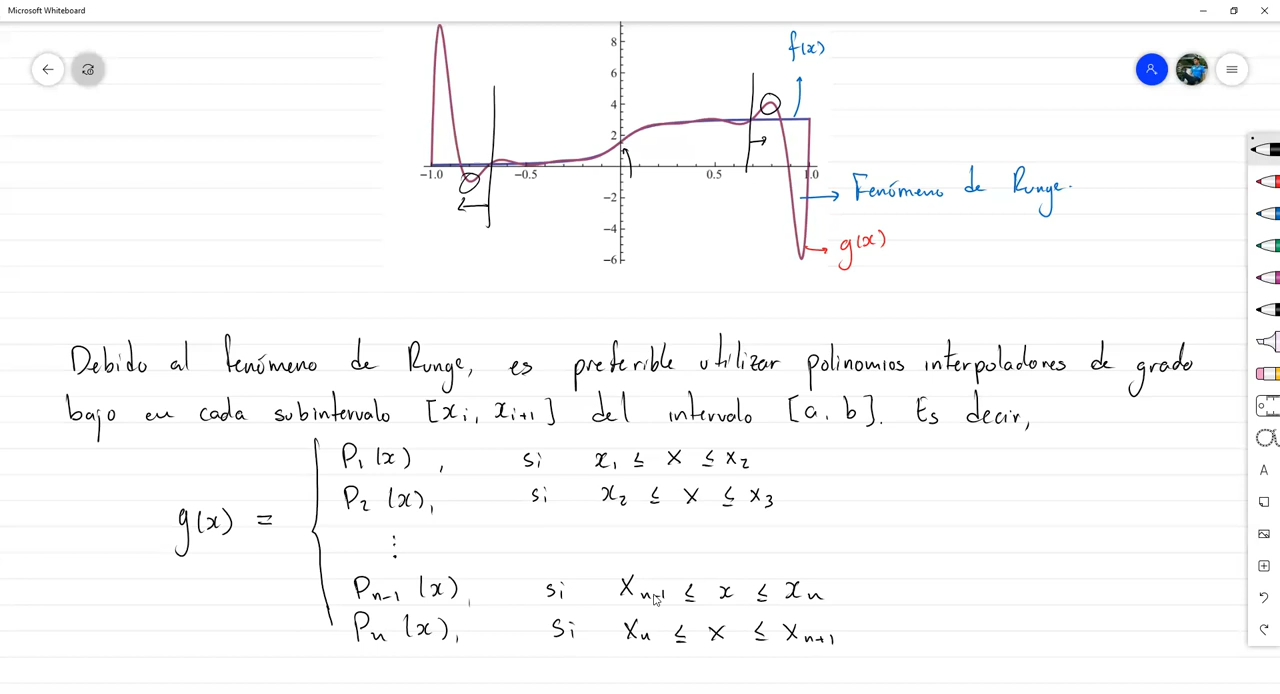 Microsoft Whiteboard
8
6
4
2
-2
-4
-6
-1.0 -0.5 0.5 1.0
f(x)
Fenómeno de Runge.
g(x)
Debido al fenómeno de Runge, es preferible utilizar polinomios interpoladores de grado
bajo en cada subintervalo [xi, xi+1] del intervalo [a, b]. Es decir,
g(x) =
P1(x), si x1 ≤ x ≤ x2
P2(x), si x2 ≤ x ≤ x3
⋮
Pn-1(x), si xn-1 ≤ x ≤ xn
Pn(x), si xn ≤ x ≤ xn+1
A